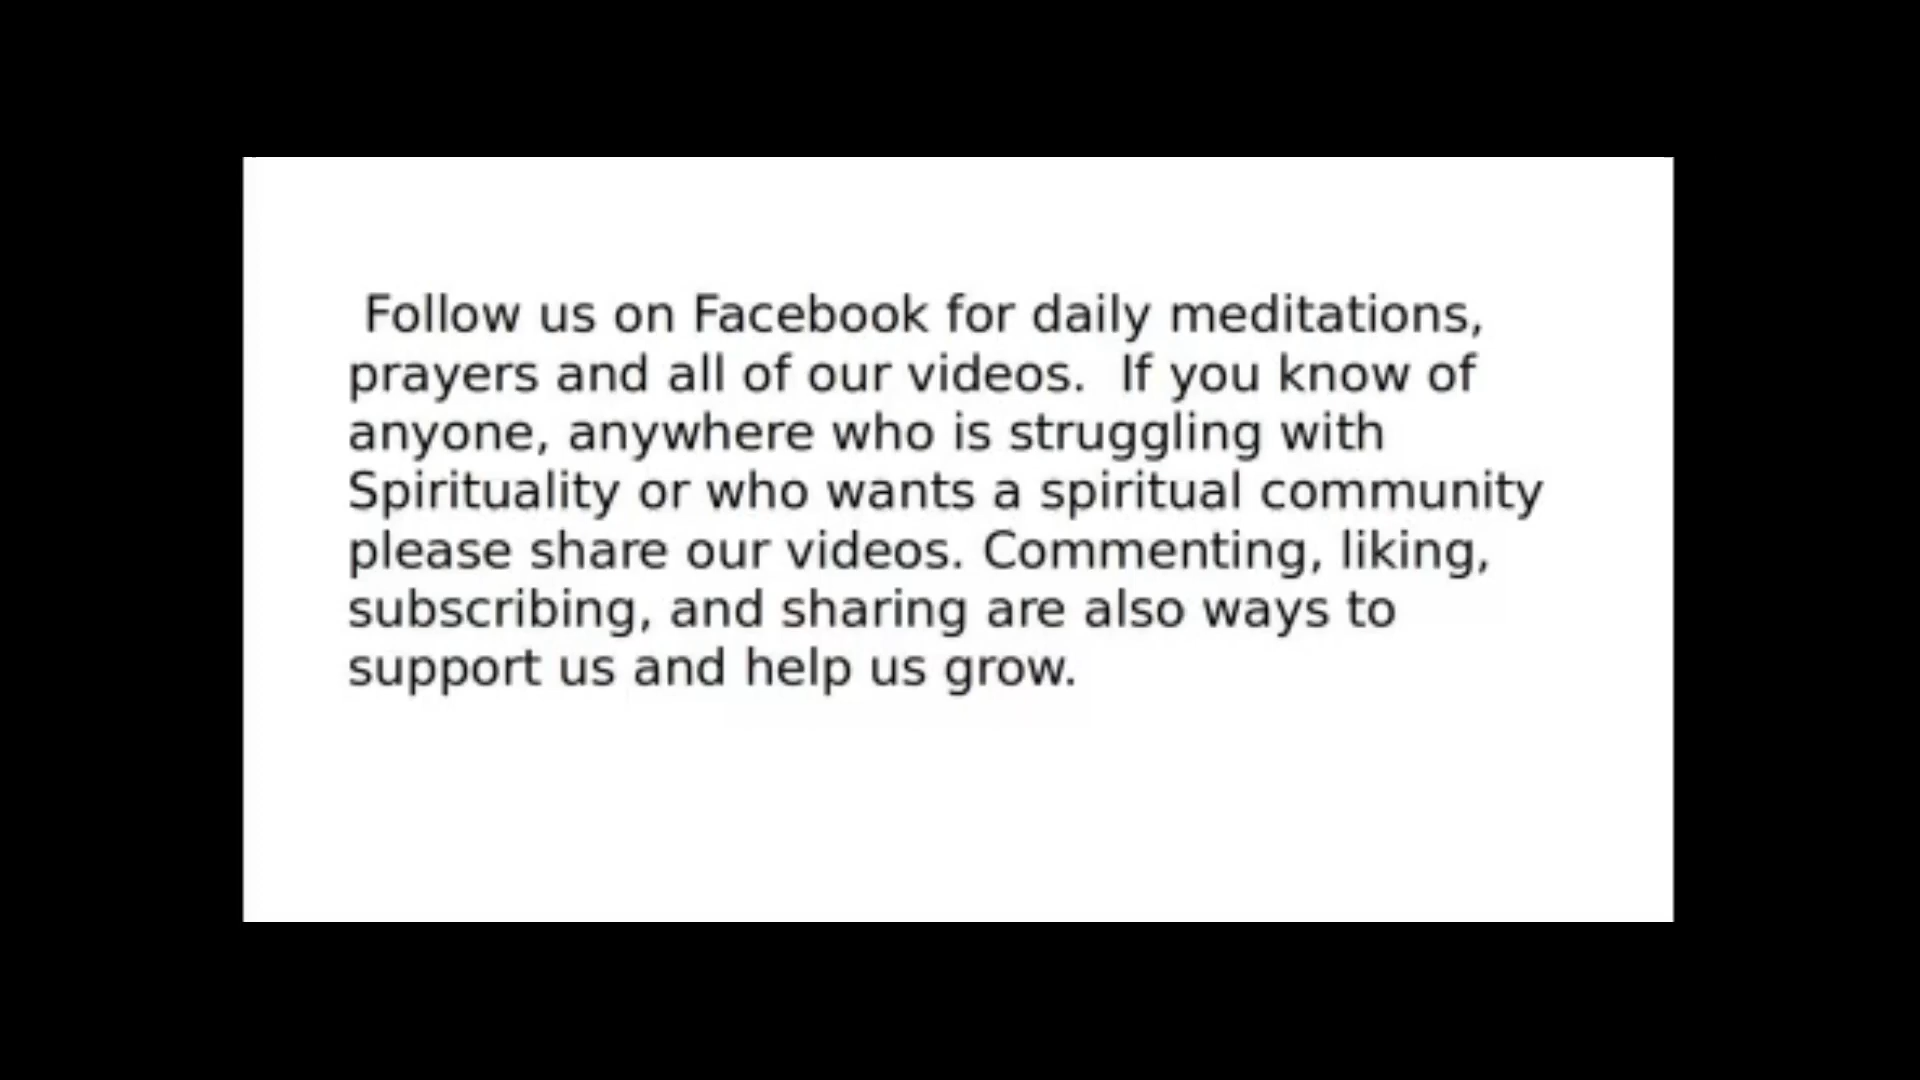 Follow us on Facebook for daily meditations,
prayers and all of our videos.  If you know of
anyone, anywhere who is struggling with
Spirituality or who wants a spiritual community
please share our videos. Commenting, liking,
subscribing, and sharing are also ways to
support us and help us grow.